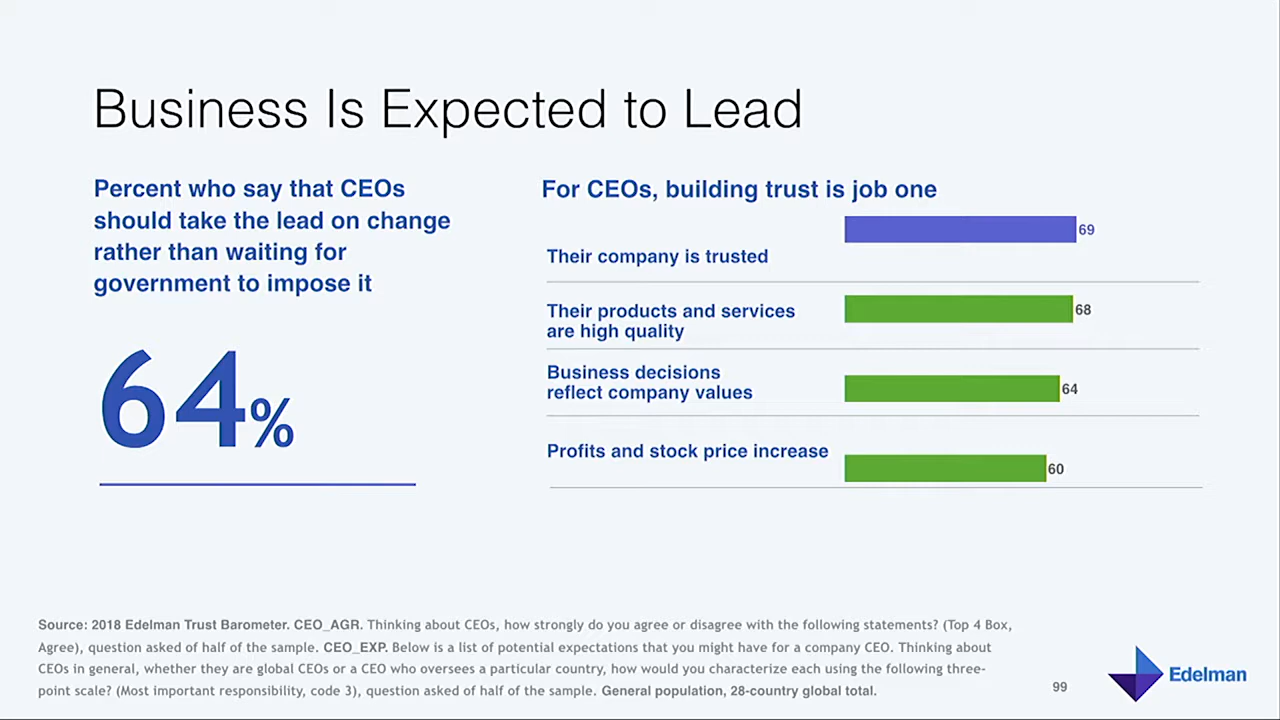 Business Is Expected to Lead
Percent who say that CEOs
should take the lead on change
rather than waiting for
government to impose it
64%
For CEOs, building trust is job one
Their company is trusted
69
Their products and services
are high quality
68
Business decisions
reflect company values
64
Profits and stock price increase
60
Source: 2018 Edelman Trust Barometer. CEO_AGR. Thinking about CEOs, how strongly do you agree or disagree with the following statements? (Top 4 Box,
Agree), question asked of half of the sample. CEO_EXP. Below is a list of potential expectations that you might have for a company CEO. Thinking about
CEOs in general, whether they are global CEOs or a CEO who oversees a particular country, how would you characterize each using the following three-
point scale? (Most important responsibility, code 3), question asked of half of the sample. General population, 28-country global total.
99
Edelman